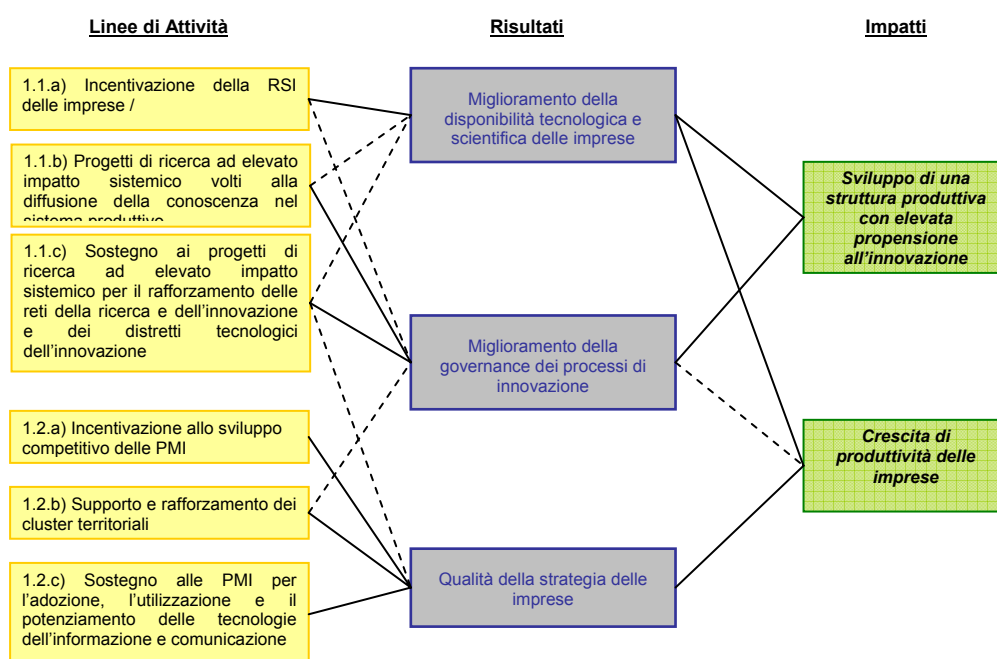 Linee di Attività
Risultati
Impatti
1.1.a) Incentivazione della RSI
delle imprese /
1.1.b) Progetti di ricerca ad elevato
impatto sistemico volti alla
diffusione della conoscenza nel
sistema produttivo
1.1.c) Sostegno ai progetti di
ricerca ad elevato impatto
sistemico per il rafforzamento delle
reti della ricerca e dell'innovazione
e dei distretti tecnologici
dell'innovazione
1.2.a) Incentivazione allo sviluppo
competitivo delle PMI
1.2.b) Supporto e rafforzamento dei
cluster territoriali
1.2.c) Sostegno alle PMI per
l'adozione, l'utilizzazione e il
potenziamento delle tecnologie
dell'informazione e comunicazione
Miglioramento della
disponibilità tecnologica e
scientifica delle imprese
Miglioramento della
governance dei processi di
innovazione
Qualità della strategia delle
imprese
Sviluppo di una
struttura produttiva
con elevata
propensione
all'innovazione
Crescita di
produttività delle
imprese